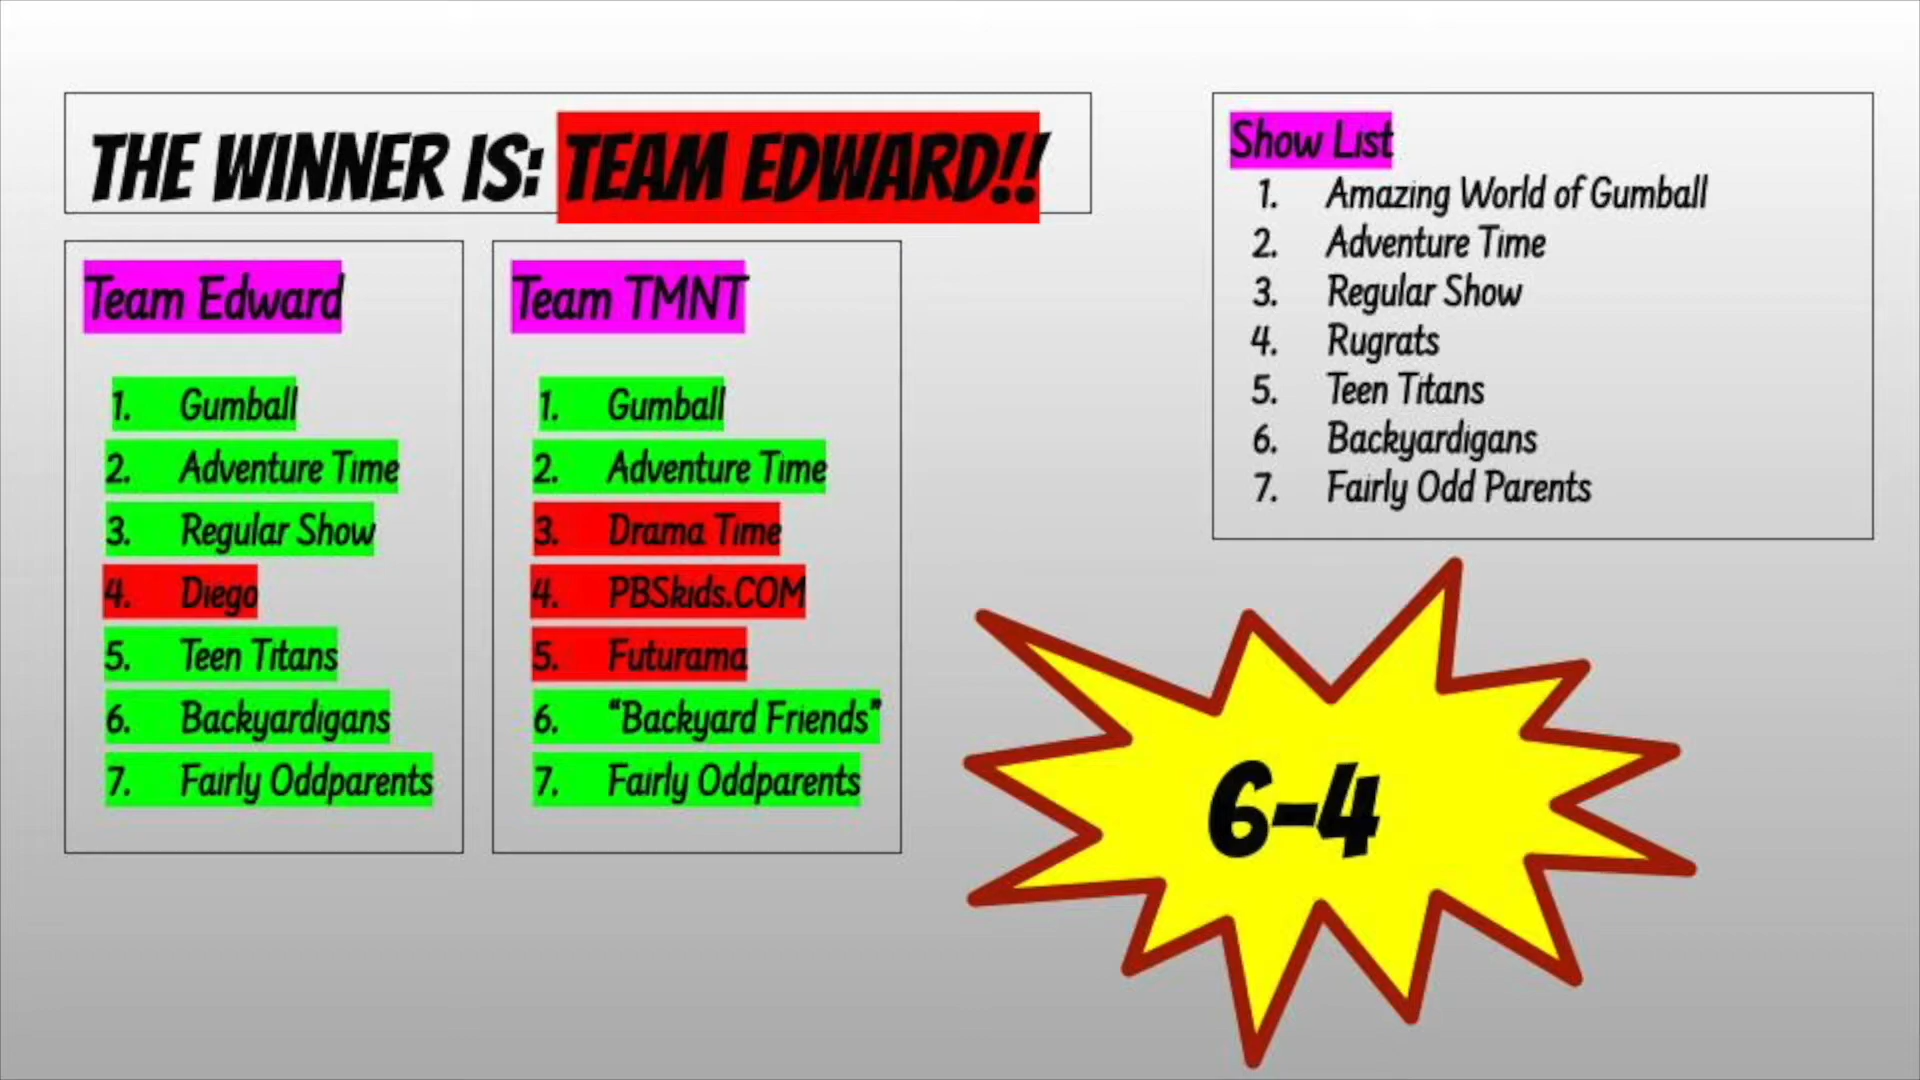 THE WINNER IS: TEAM EDWARD!!
Team Edward
1. Gumball
2. Adventure Time
3. Regular Show
4. Diego
5. Teen Titans
6. Backyardigans
7. Fairly Oddparents
Team TMNT
1. Gumball
2. Adventure Time
3. Drama Time
4. PBSkids.COM
5. Futurama
6. “Backyard Friends”
7. Fairly Oddparents
Show List
1. Amazing World of Gumball
2. Adventure Time
3. Regular Show
4. Rugrats
5. Teen Titans
6. Backyardigans
7. Fairly Odd Parents
6-4